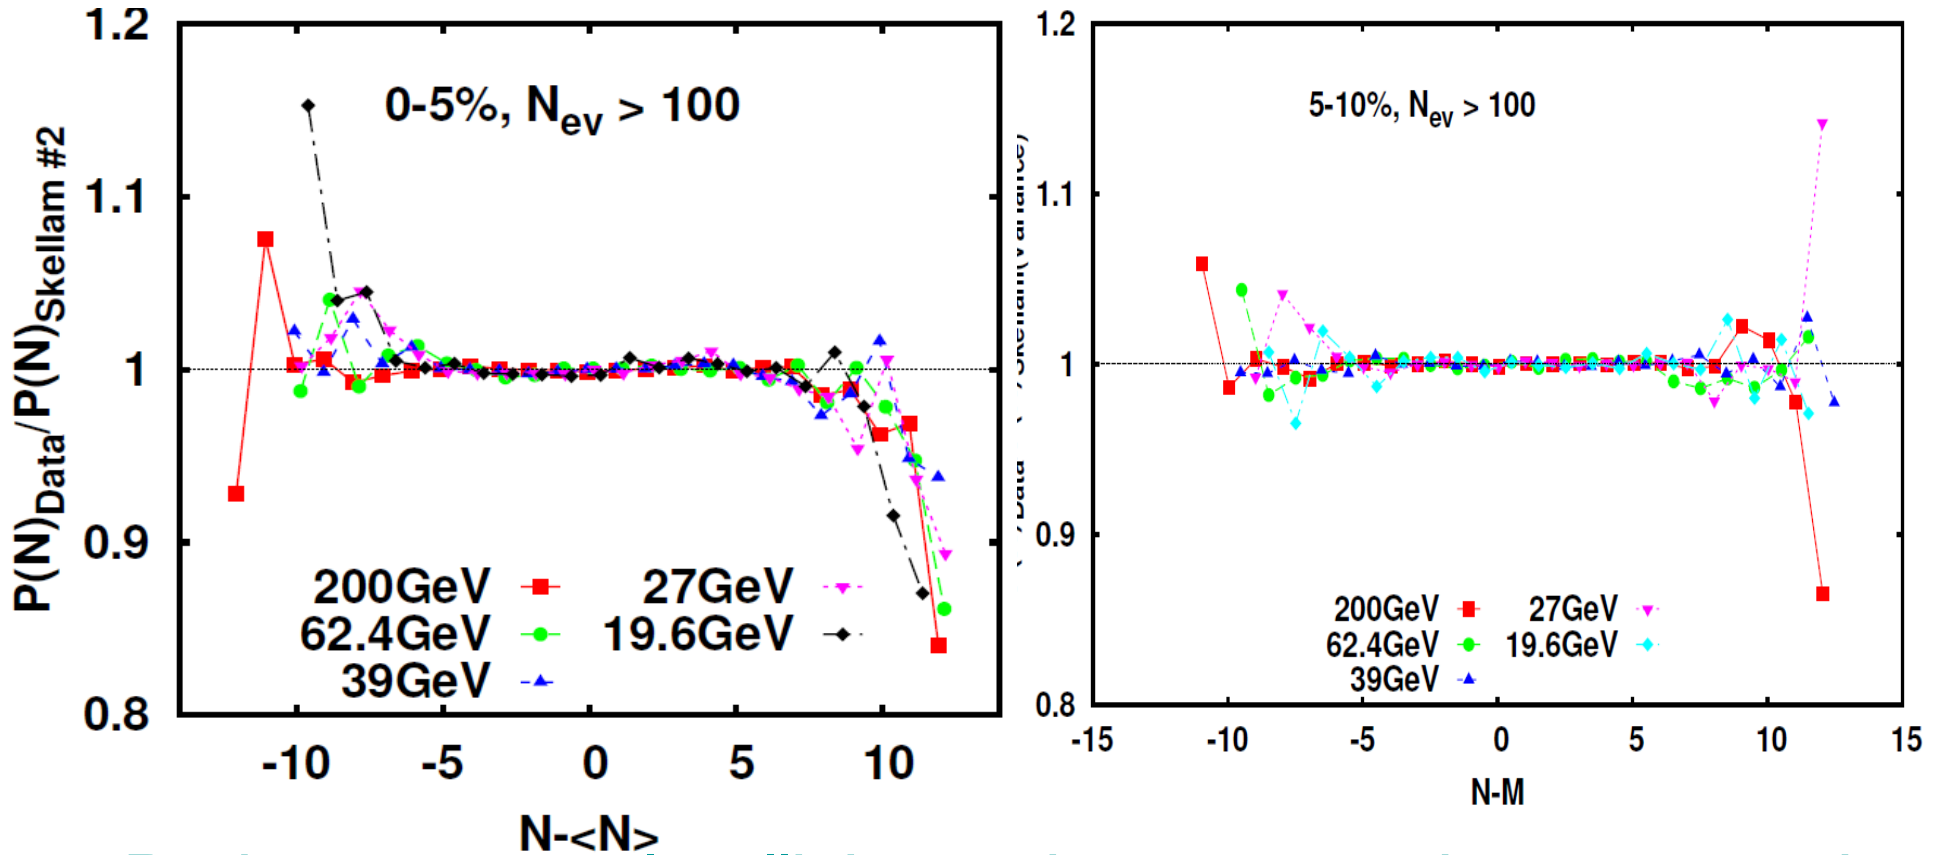 1.2
1.1
1
0.9
0.8
P(N)Data/P(N)Skellam #2
0-5%, Nev > 100
200GeV
62.4GeV
39GeV
27GeV
19.6GeV
-10 -5 0 5 10
N-<N>
1.2
1.1
1
0.9
0.8
5-10%, Nev > 100
200GeV
62.4GeV
39GeV
27GeV
19.6GeV
-15 -10 -5 0 5 10 15
N-M